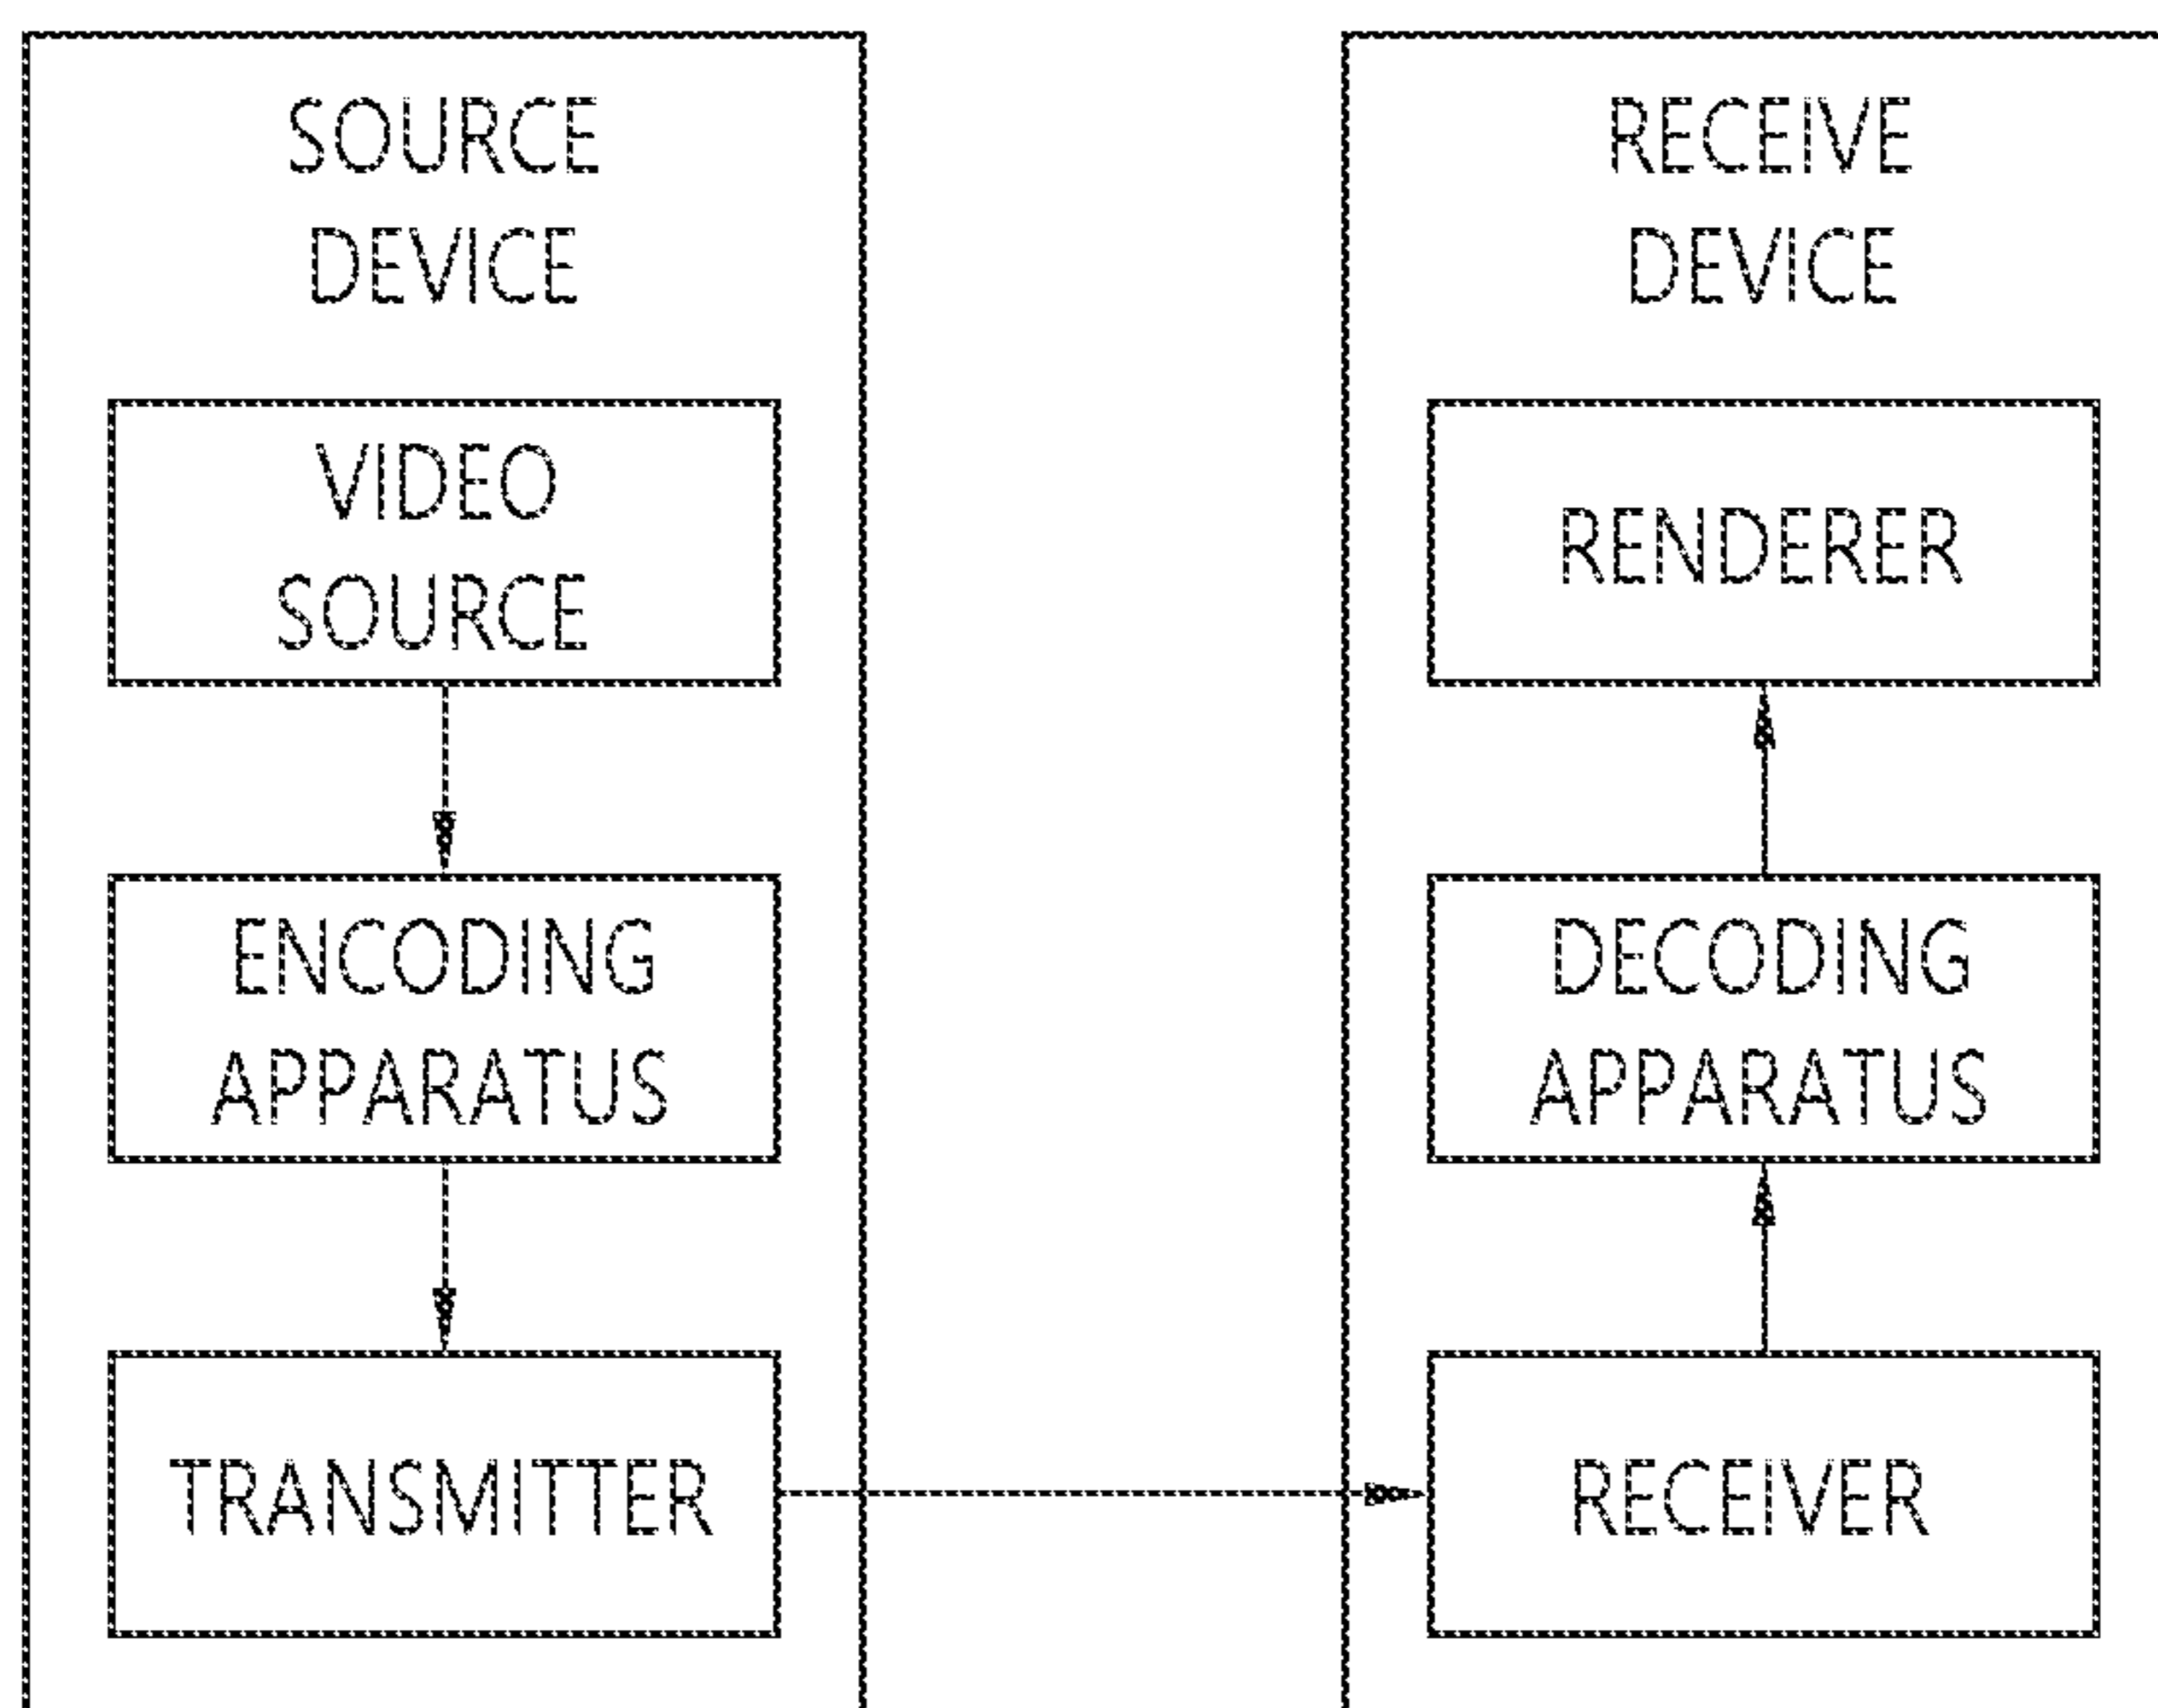 SOURCE
DEVICE
VIDEO
SOURCE
ENCODING
APPARATUS
TRANSMITTER
RECEIVE
DEVICE
RENDERER
DECODING
APPARATUS
RECEIVER